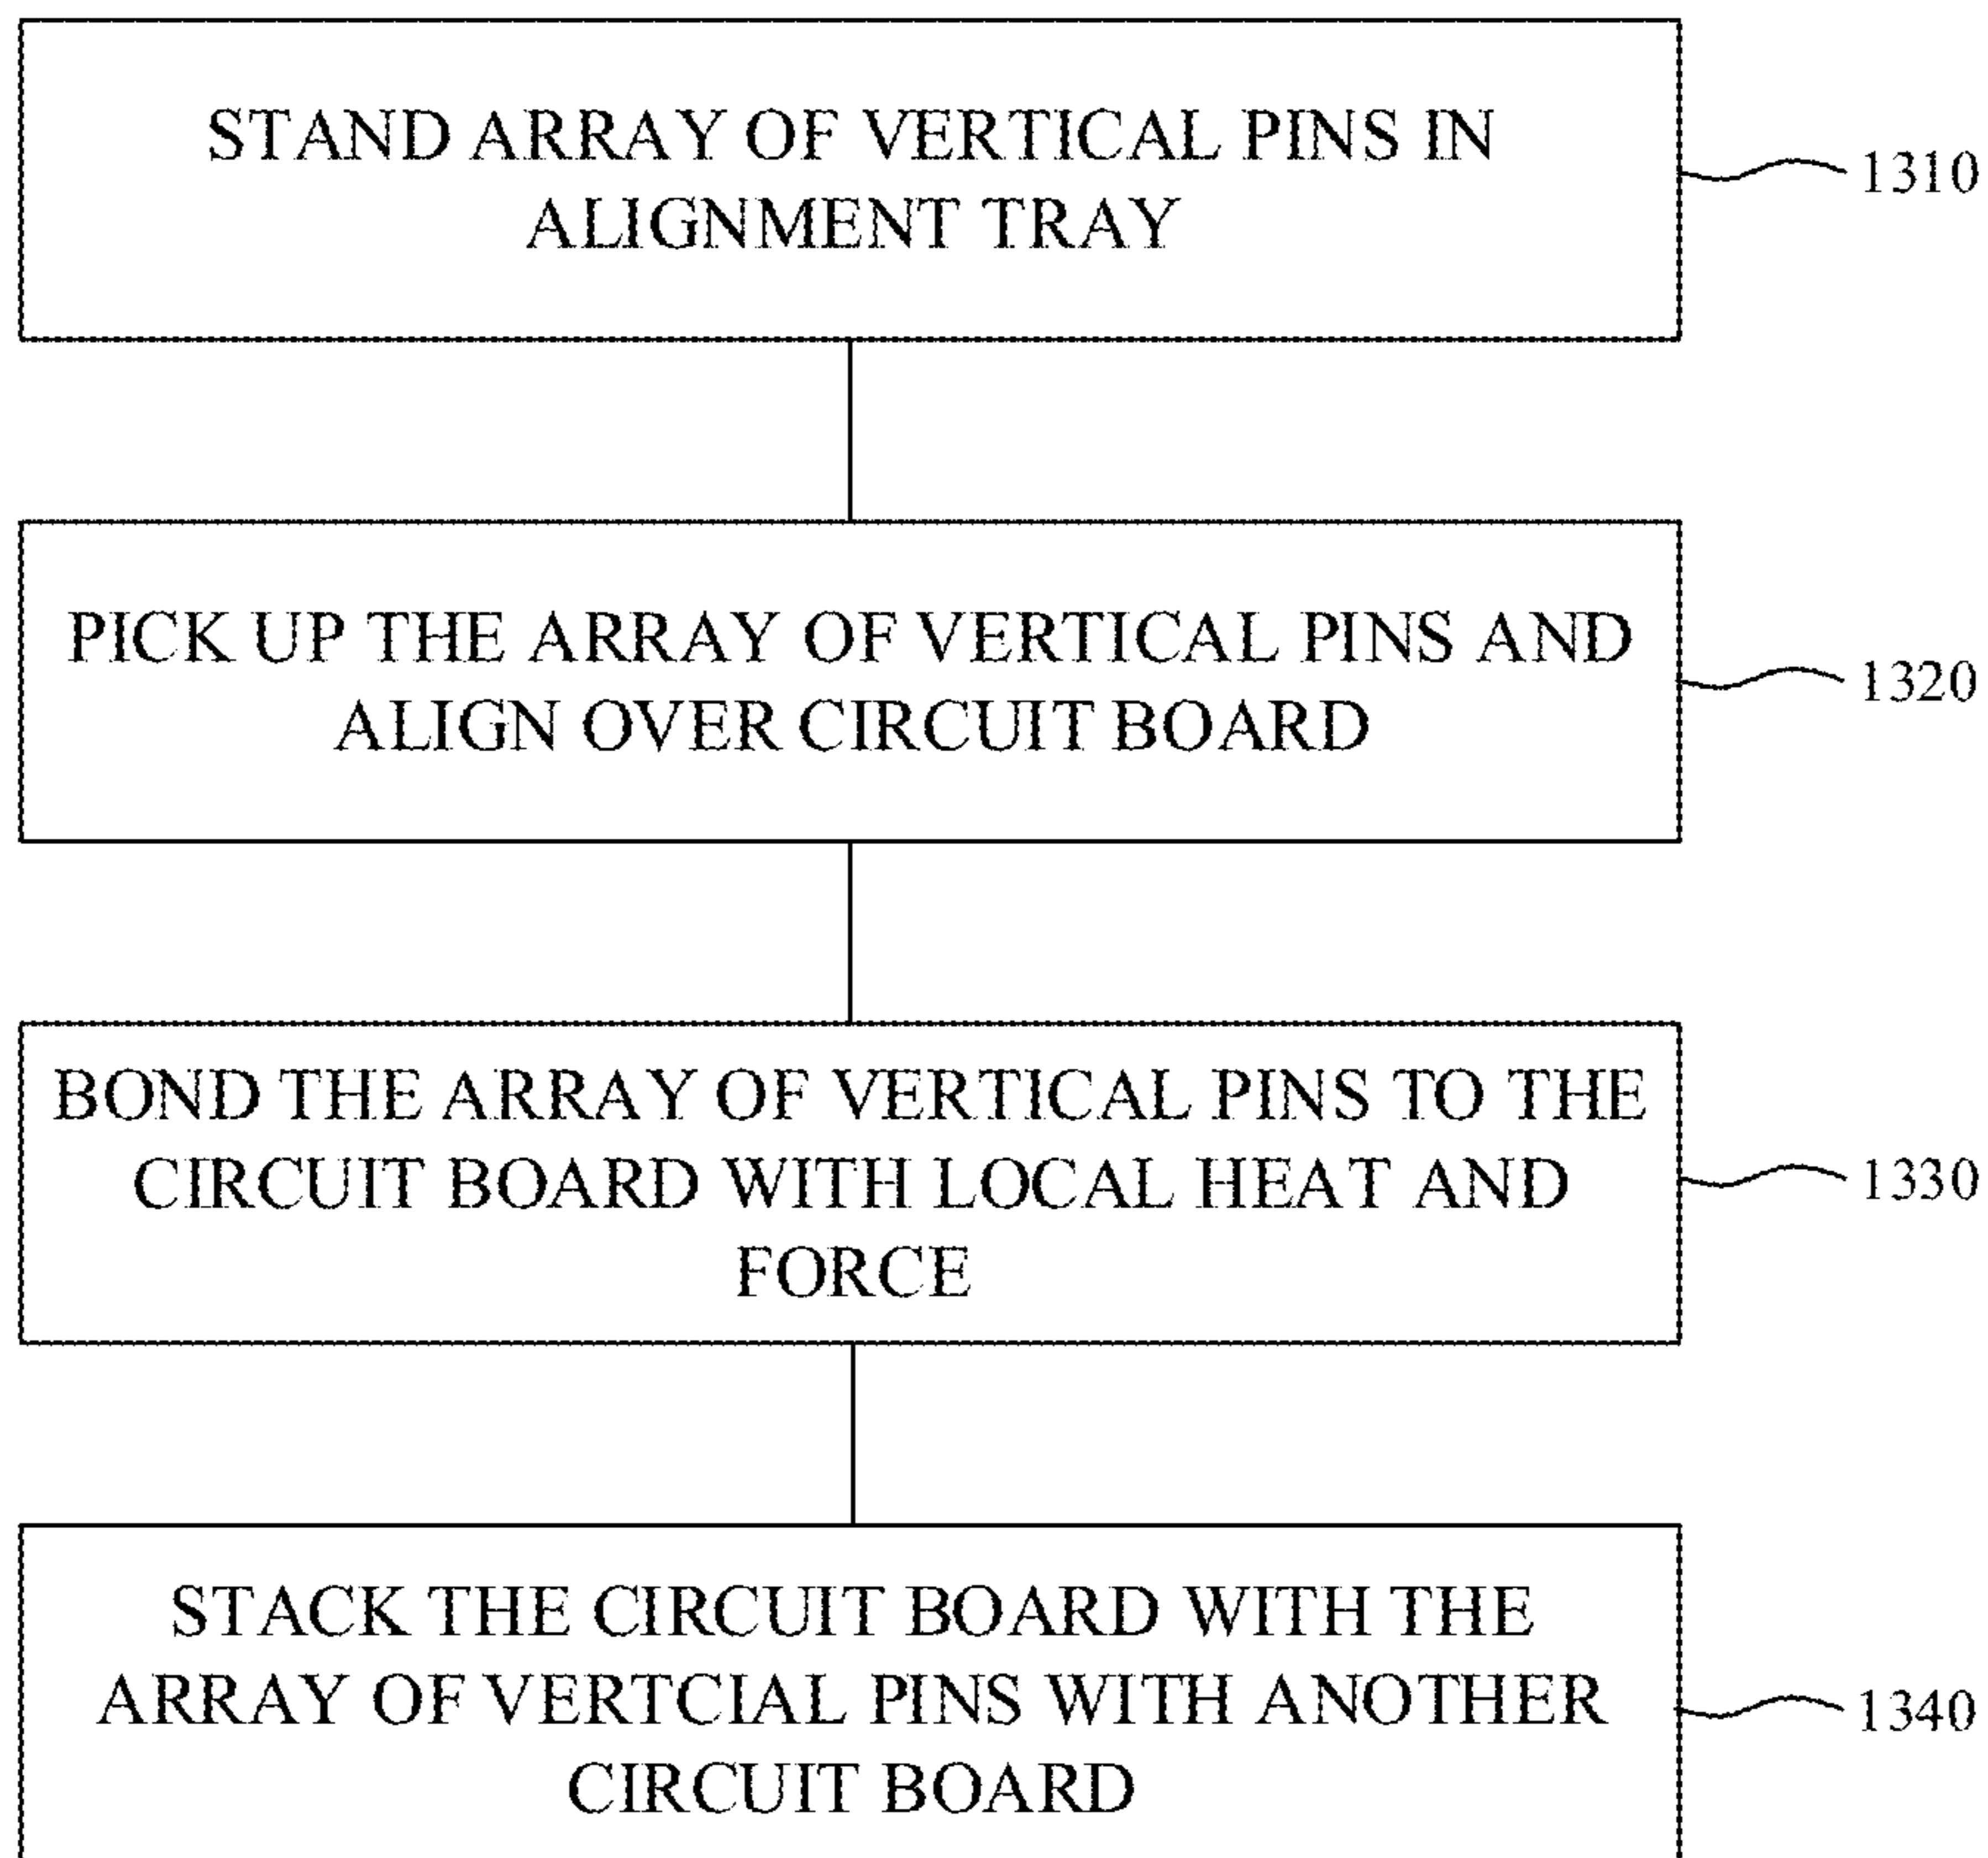 STAND ARRAY OF VERTICAL PINS IN
ALIGNMENT TRAY
1310
PICK UP THE ARRAY OF VERTICAL PINS AND
ALIGN OVER CIRCUIT BOARD
1320
BOND THE ARRAY OF VERTICAL PINS TO THE
CIRCUIT BOARD WITH LOCAL HEAT AND
FORCE
1330
STACK THE CIRCUIT BOARD WITH THE
ARRAY OF VERTCIAL PINS WITH ANOTHER
CIRCUIT BOARD
1340